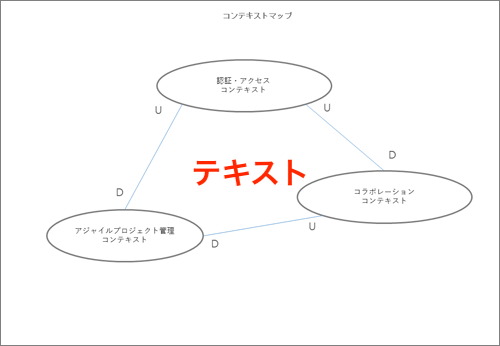 コンテキストマップ
認証・アクセス
コンテキスト
U
U
テキスト
D
D
コラボレーション
コンテキスト
U
アジャイルプロジェクト管理
コンテキスト
D